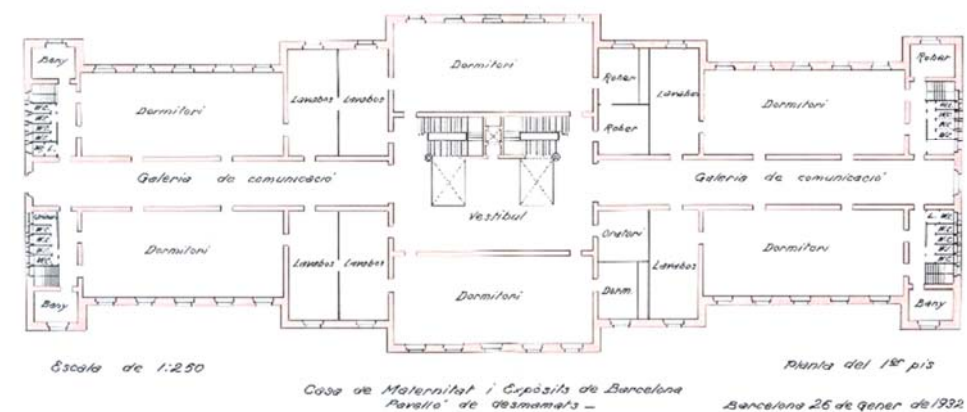 Bany
Dormitori
Lavabos
Lavabos
Dormitori
Rober
Rober
Lavabos
Dormitori
Rober
W.C.
W.C.
W.C.
W.C.
L.
W.C.
W.C.
W.C.
W.C.
Galeria de comunicació
Vestibul
Galeria de comunicació
W.C.
W.C.
W.C.
W.C.
Dormitori
Lavabos
Lavabos
Dormitori
Oratori
Dorm.
Lavabos
Dormitori
L.
W.C.
W.C.
W.C.
W.C.
Bany
Bany
Escala de 1:250
Planta del 1er pis
Casa de Maternitat i Expòsits de Barcelona
Pavelló de desmamats -
Barcelona 26 de gener de 1932